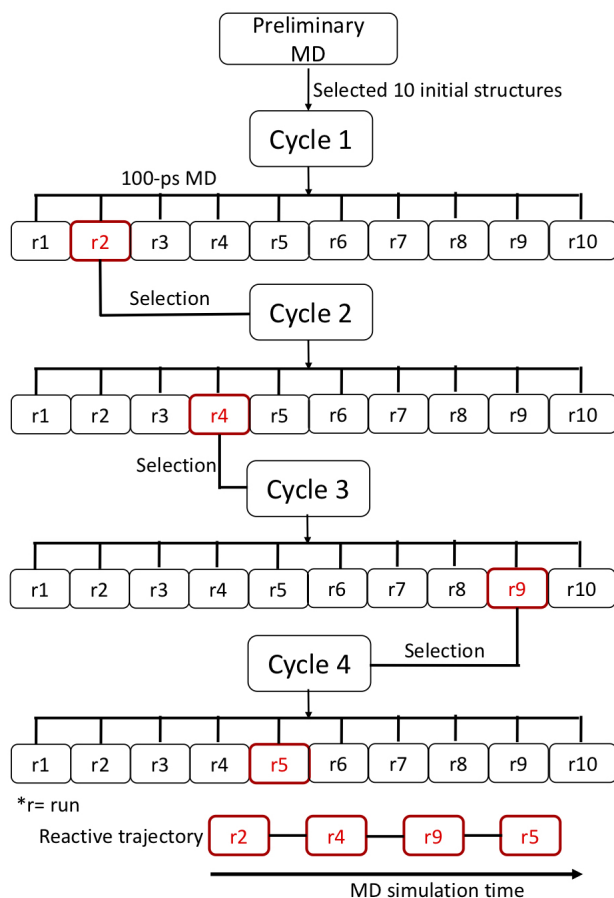 Preliminary
MD
Selected 10 initial structures
Cycle 1
100-ps MD
r1 r2 r3 r4 r5 r6 r7 r8 r9 r10
Selection
Cycle 2
r1 r2 r3 r4 r5 r6 r7 r8 r9 r10
Selection
Cycle 3
r1 r2 r3 r4 r5 r6 r7 r8 r9 r10
Selection
Cycle 4
r1 r2 r3 r4 r5 r6 r7 r8 r9 r10
*r= run
Reactive trajectory r2 r4 r9 r5
MD simulation time